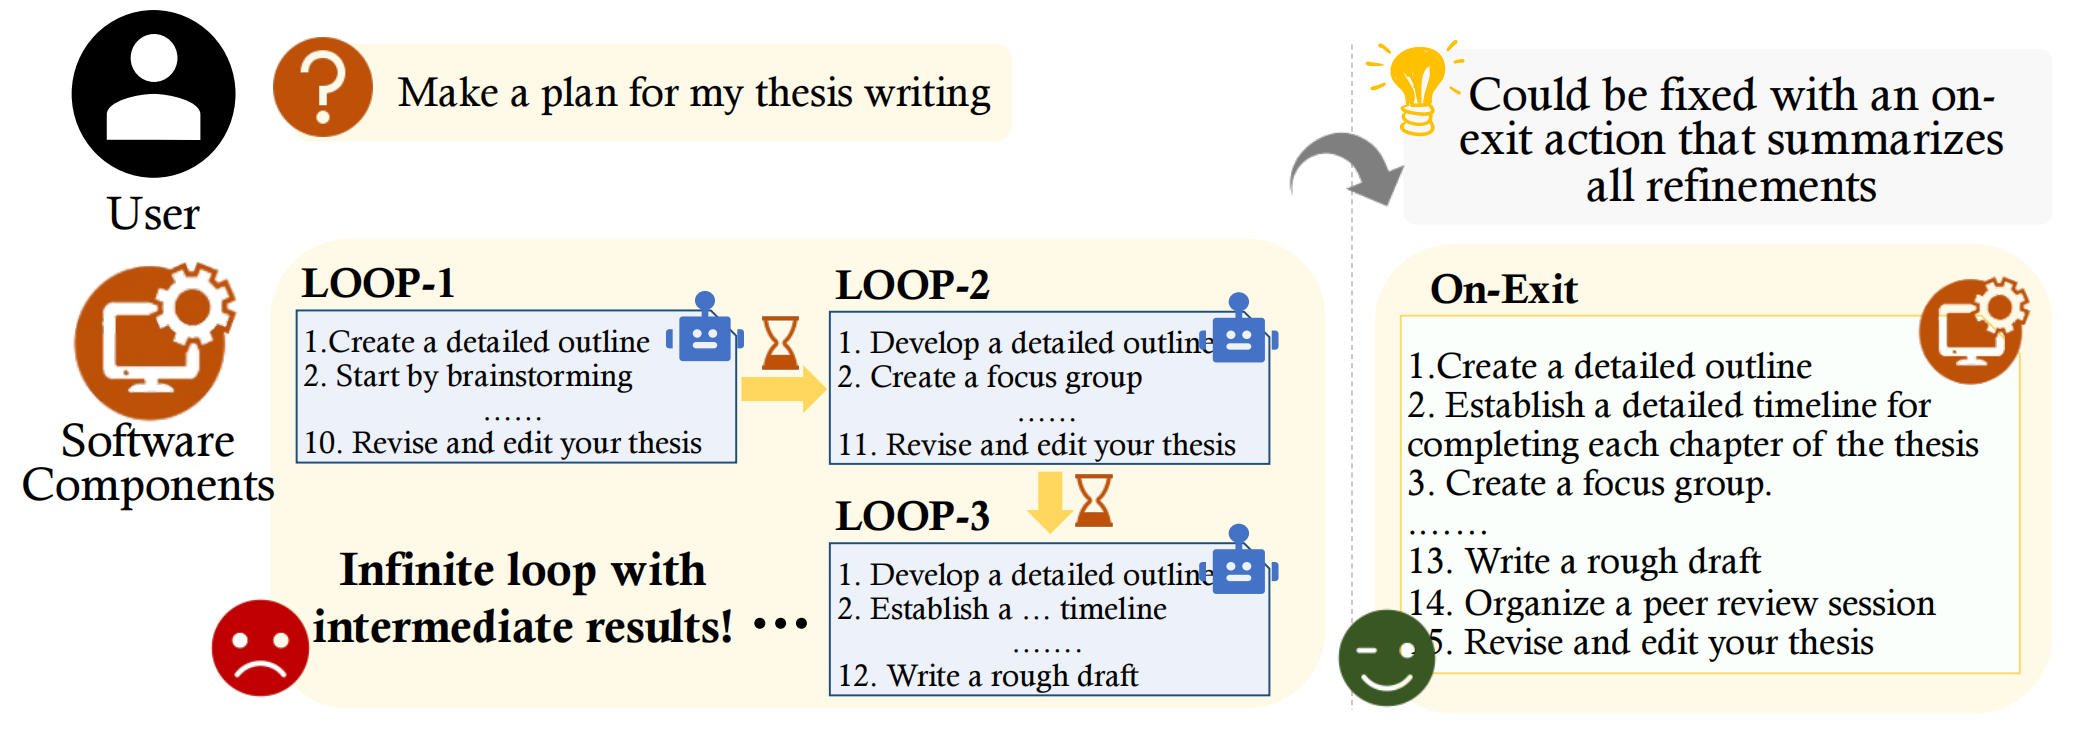 Make a plan for my thesis writing
User
Could be fixed with an on-
exit action that summarizes
all refinements
Software
Components
LOOP-1
1.Create a detailed outline
2. Start by brainstorming
......
10. Revise and edit your thesis
LOOP-2
1. Develop a detailed outline
2. Create a focus group
......
11. Revise and edit your thesis
LOOP-3
1. Develop a detailed outline
2. Establish a ... timeline
.......
12. Write a rough draft
Infinite loop with
intermediate results! ...
On-Exit
1.Create a detailed outline
2. Establish a detailed timeline for
completing each chapter of the thesis
3. Create a focus group.
.......
13. Write a rough draft
14. Organize a peer review session
15. Revise and edit your thesis